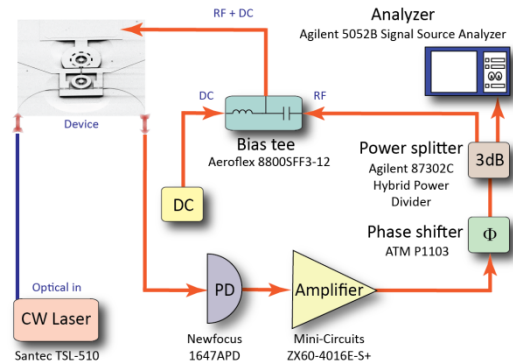 RF + DC
Analyzer
Agilent 5052B Signal Source Analyzer
Device
DC
RF
Bias tee
Aeroflex 8800SFF3-12
Power splitter
Agilent 87302C
Hybrid Power
Divider
3dB
DC
Phase shifter
ATM P1103
Φ
Optical in
CW Laser
Santec TSL-510
PD
Newfocus
1647APD
Amplifier
Mini-Circuits
ZX60-4016E-S+